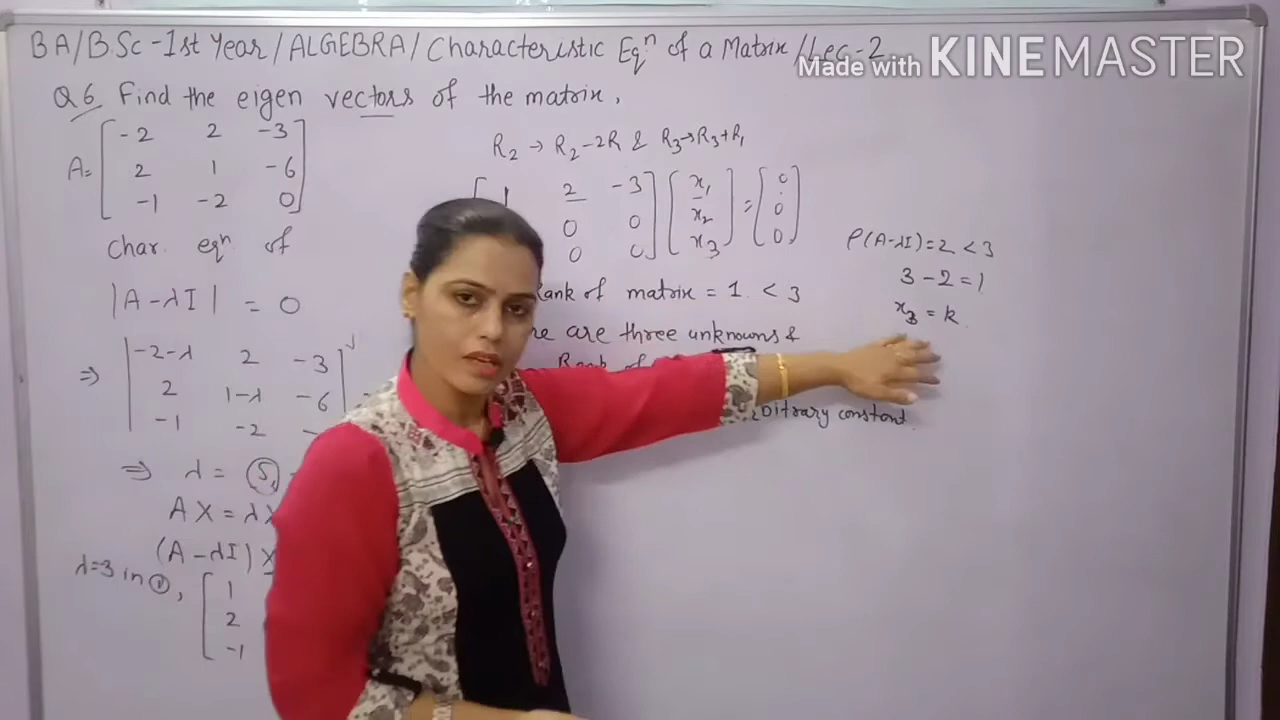 BA/B.Sc-1st Year/ALGEBRA/Characteristic Eqⁿ of a Matrix/Lec-2
Made with KINEMASTER
Q6 Find the eigen vectors of the matrix,
A= [-2 2 -3
2 1 -6
-1 -2 0]
Char. eqⁿ of
|A-λI| = 0
⇒ |-2-λ 2 -3
2 1-λ -6
-1 -2 -
⇒ λ = 5,
AX = λX
(A-λI) X
λ=3 in ①, [1
2
-1
R₂ → R₂-2R & R₃→R₃+R₁
[1 2 -3] [x₁] = [0]
0 0 [x₂] [0]
0 0 [x₃] [0]
Rank of matrix = 1 < 3
are three unknowns &
Rank of
constant.
ρ(A-λI) = 2 < 3
3-2=1
x₃ = k.